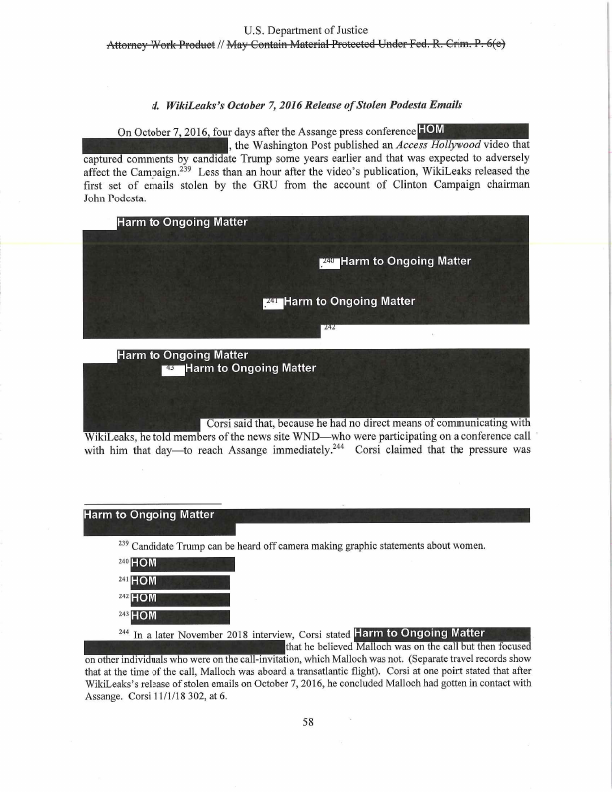 U.S. Department of Justice
Attorney Work Product // May Contain Material Protected Under Fed. R. Crim. P. 6(e)
d. WikiLeaks's October 7, 2016 Release of Stolen Podesta Emails
On October 7, 2016, four days after the Assange press conference HOM
, the Washington Post published an Access Hollywood video that
captured comments by candidate Trump some years earlier and that was expected to adversely
affect the Campaign.239 Less than an hour after the video's publication, WikiLeaks released the
first set of emails stolen by the GRU from the account of Clinton Campaign chairman
John Podesta.
Harm to Ongoing Matter
.240 Harm to Ongoing Matter
.241 Harm to Ongoing Matter
242
Harm to Ongoing Matter
43 Harm to Ongoing Matter
Corsi said that, because he had no direct means of communicating with
WikiLeaks, he told members of the news site WND—who were participating on a conference call
with him that day—to reach Assange immediately.244 Corsi claimed that the pressure was
Harm to Ongoing Matter
239 Candidate Trump can be heard off camera making graphic statements about women.
240 HOM
241 HOM
242 HOM
243 HOM
244 In a later November 2018 interview, Corsi stated Harm to Ongoing Matter
that he believed Malloch was on the call but then focused
on other individuals who were on the call-invitation, which Malloch was not. (Separate travel records show
that at the time of the call, Malloch was aboard a transatlantic flight). Corsi at one point stated that after
WikiLeaks's release of stolen emails on October 7, 2016, he concluded Malloch had gotten in contact with
Assange. Corsi 11/1/18 302, at 6.
58